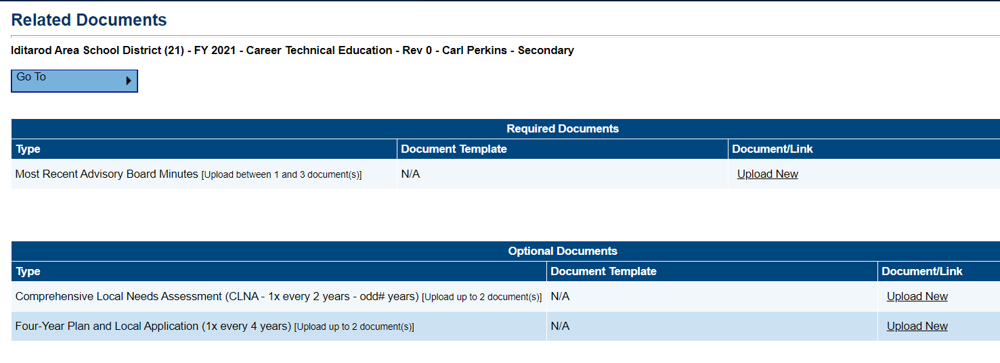 Related Documents
Iditarod Area School District (21) - FY 2021 - Career Technical Education - Rev 0 - Carl Perkins - Secondary
Go To
Required Documents
Type Document Template Document/Link
Most Recent Advisory Board Minutes [Upload between 1 and 3 document(s)] N/A Upload New
Optional Documents
Type Document Template Document/Link
Comprehensive Local Needs Assessment (CLNA - 1x every 2 years - odd# years) [Upload up to 2 document(s)] N/A Upload New
Four-Year Plan and Local Application (1x every 4 years) [Upload up to 2 document(s)] N/A Upload New